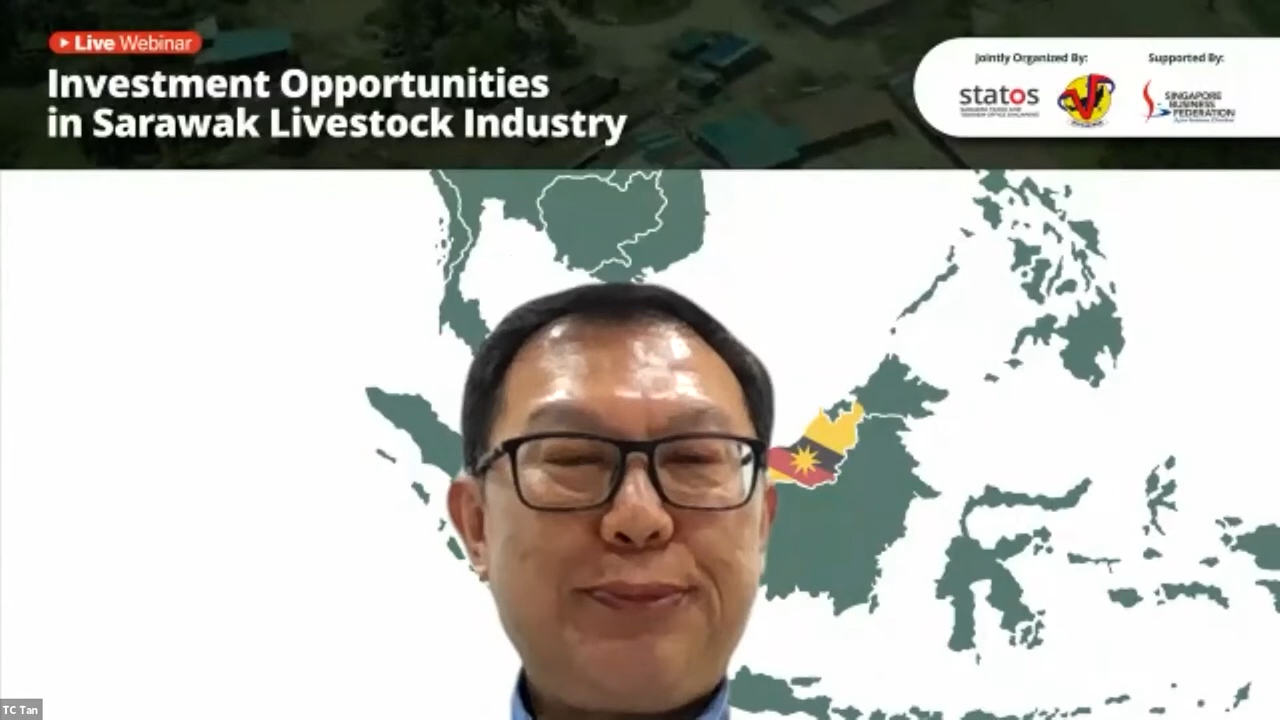 Live Webinar
Investment Opportunities
in Sarawak Livestock Industry
Jointly Organized By:
Supported By:
statos
SINGAPORE
BUSINESS
FEDERATION
TC Tan